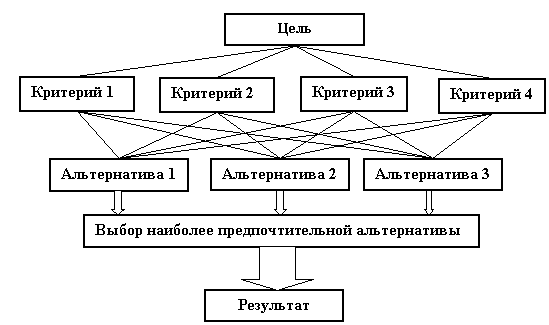 Цель
Критерий 1
Критерий 2
Критерий 3
Критерий 4
Альтернатива 1
Альтернатива 2
Альтернатива 3
Выбор наиболее предпочтительной альтернативы
Результат